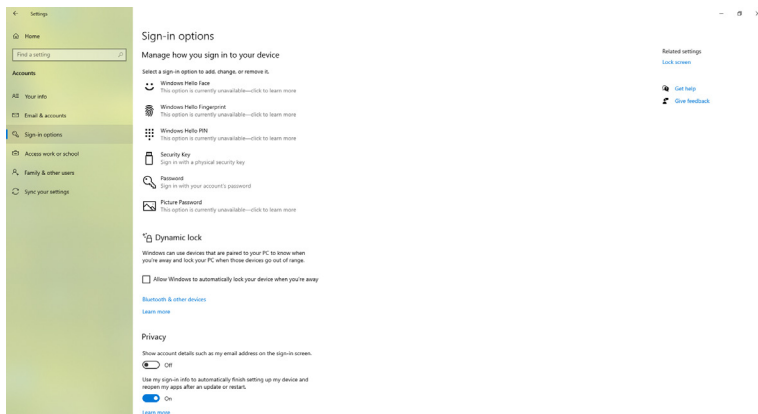 Settings
Home
Find a setting
Accounts
Your info
Email & accounts
Sign-in options
Access work or school
Family & other users
Sync your settings
Sign-in options
Manage how you sign in to your device
Select a sign-in option to add, change, or remove it.
Windows Hello Face
This option is currently unavailable—click to learn more
Windows Hello Fingerprint
This option is currently unavailable—click to learn more
Windows Hello PIN
This option is currently unavailable—click to learn more
Security Key
Sign in with a physical security key
Password
Sign in with your account's password
Picture Password
This option is currently unavailable—click to learn more
Dynamic lock
Windows can use devices that are paired to your PC to know when
you're away and lock your PC when those devices go out of range.
Allow Windows to automatically lock your device when you're away
Bluetooth & other devices
Learn more
Privacy
Show account details such as my email address on the sign-in screen.
Off
Use my sign-in info to automatically finish setting up my device and
reopen my apps after an update or restart.
On
Learn more
Related settings
Lock screen
Get help
Give feedback